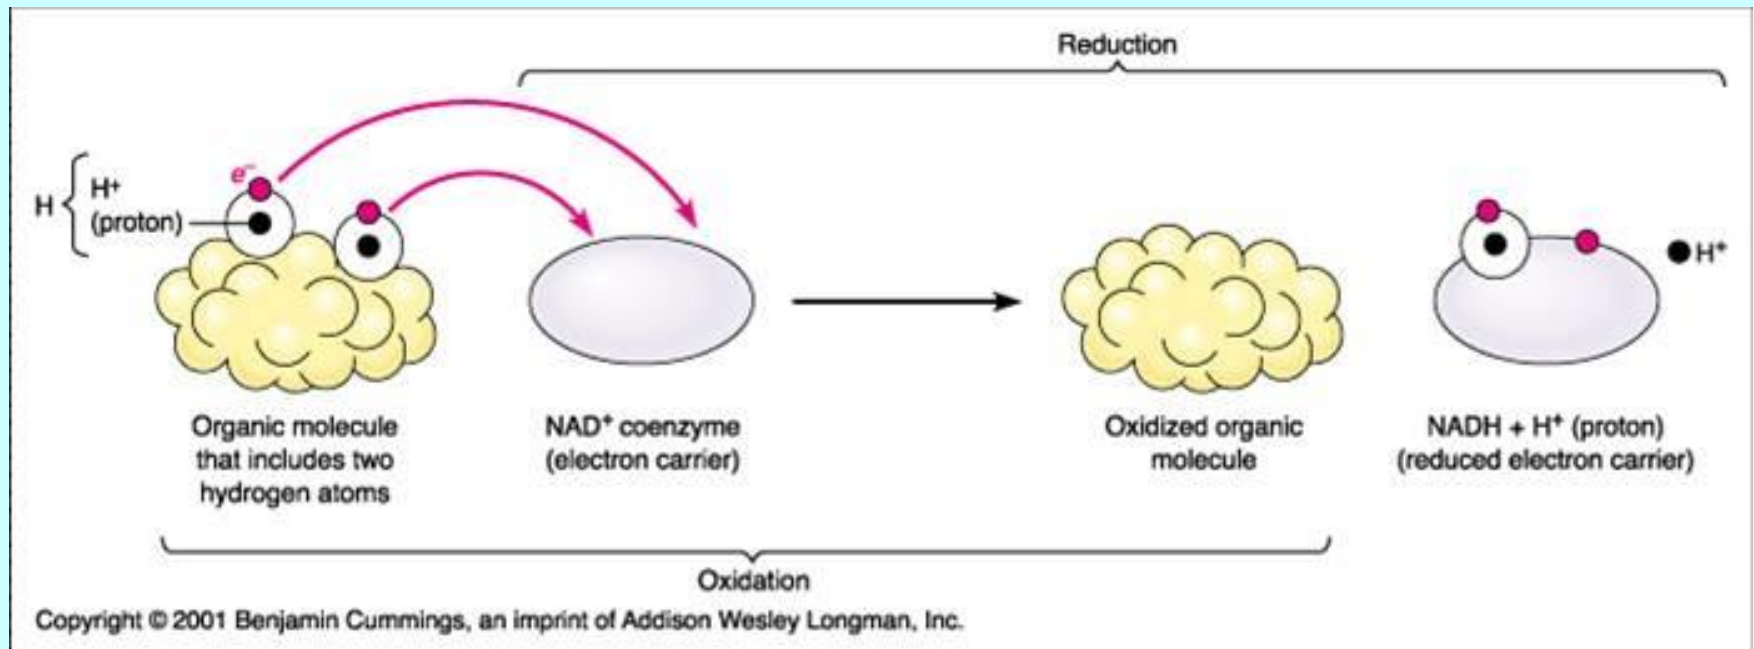 Reduction
e⁻
H
H⁺
(proton)
H⁺
Organic molecule
that includes two
hydrogen atoms
NAD⁺ coenzyme
(electron carrier)
Oxidized organic
molecule
NADH + H⁺ (proton)
(reduced electron carrier)
Oxidation
Copyright © 2001 Benjamin Cummings, an imprint of Addison Wesley Longman, Inc.